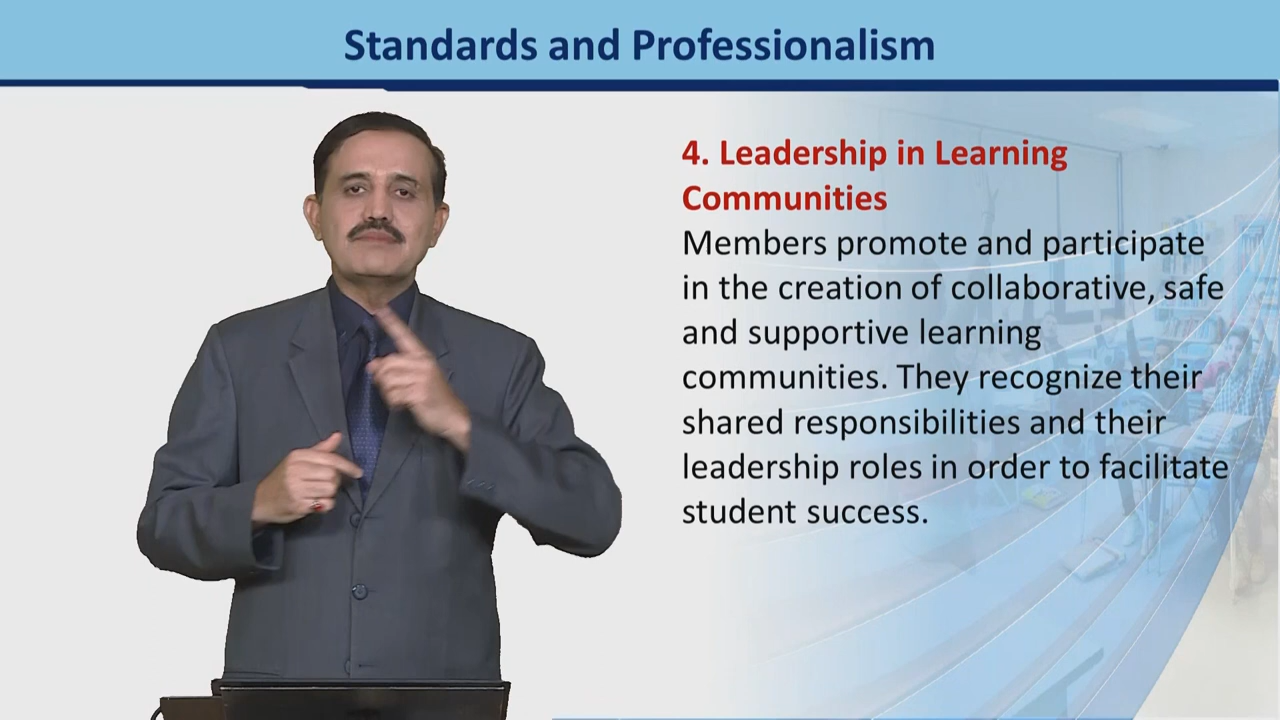 Standards and Professionalism
4. Leadership in Learning
Communities
Members promote and participate
in the creation of collaborative, safe
and supportive learning
communities. They recognize their
shared responsibilities and their
leadership roles in order to facilitate
student success.